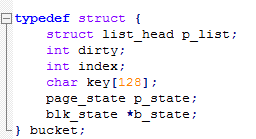 typedef struct {
struct list_head p_list;
int dirty;
int index;
char key[128];
page_state p_state;
blk_state *b_state;
} bucket;